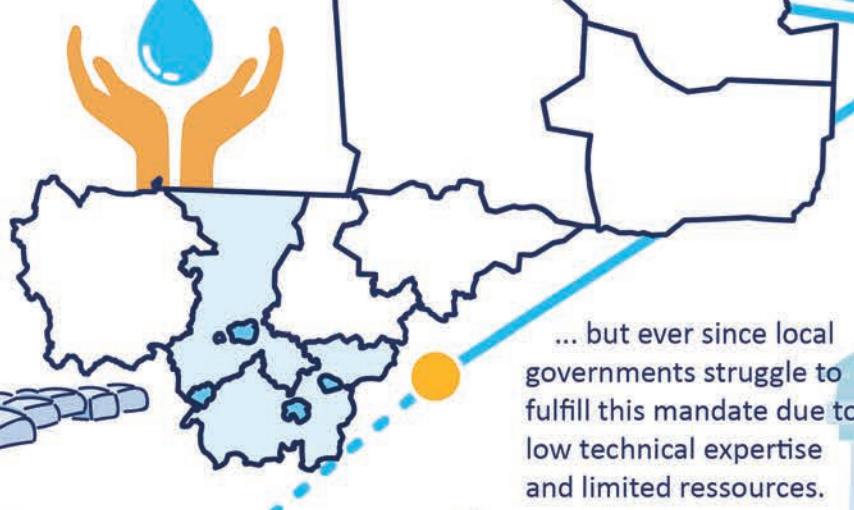 ... but ever since local
governments struggle to
fulfill this mandate due to
low technical expertise
and limited ressources.